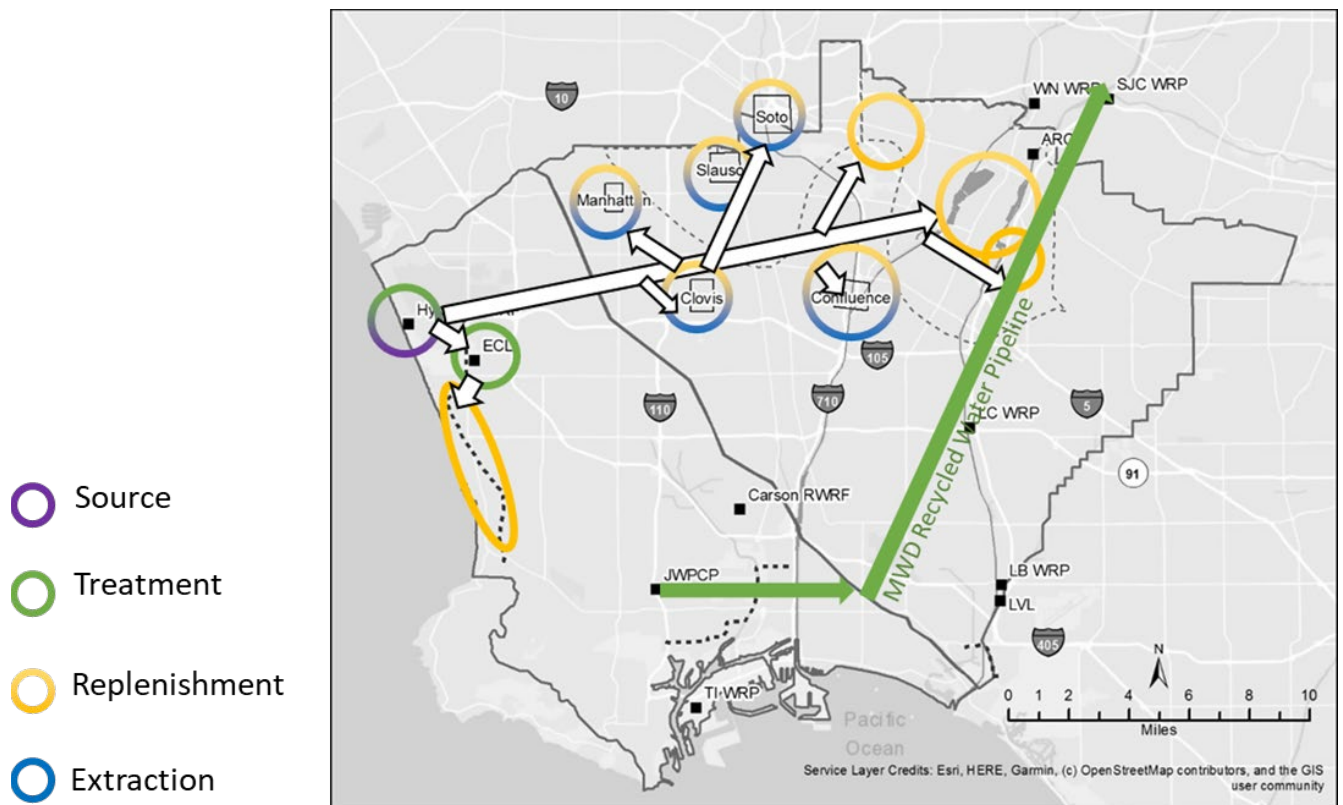 10
WN WRP
SJC WRP
Soto
ARC
Slauso
Manhattan
Clovis
Confluence
Hy
ECL
105
110
710
5
LC WRP
91
MWD Recycled Water Pipeline
Source
Carson RWRF
Treatment
JWPCP
LB WRP
LVL
405
N
Replenishment
TI WRP
0 1 2 4 6 8 10
Miles
Pacific
Ocean
Extraction
Service Layer Credits: Esri, HERE, Garmin, (c) OpenStreetMap contributors, and the GIS
user community